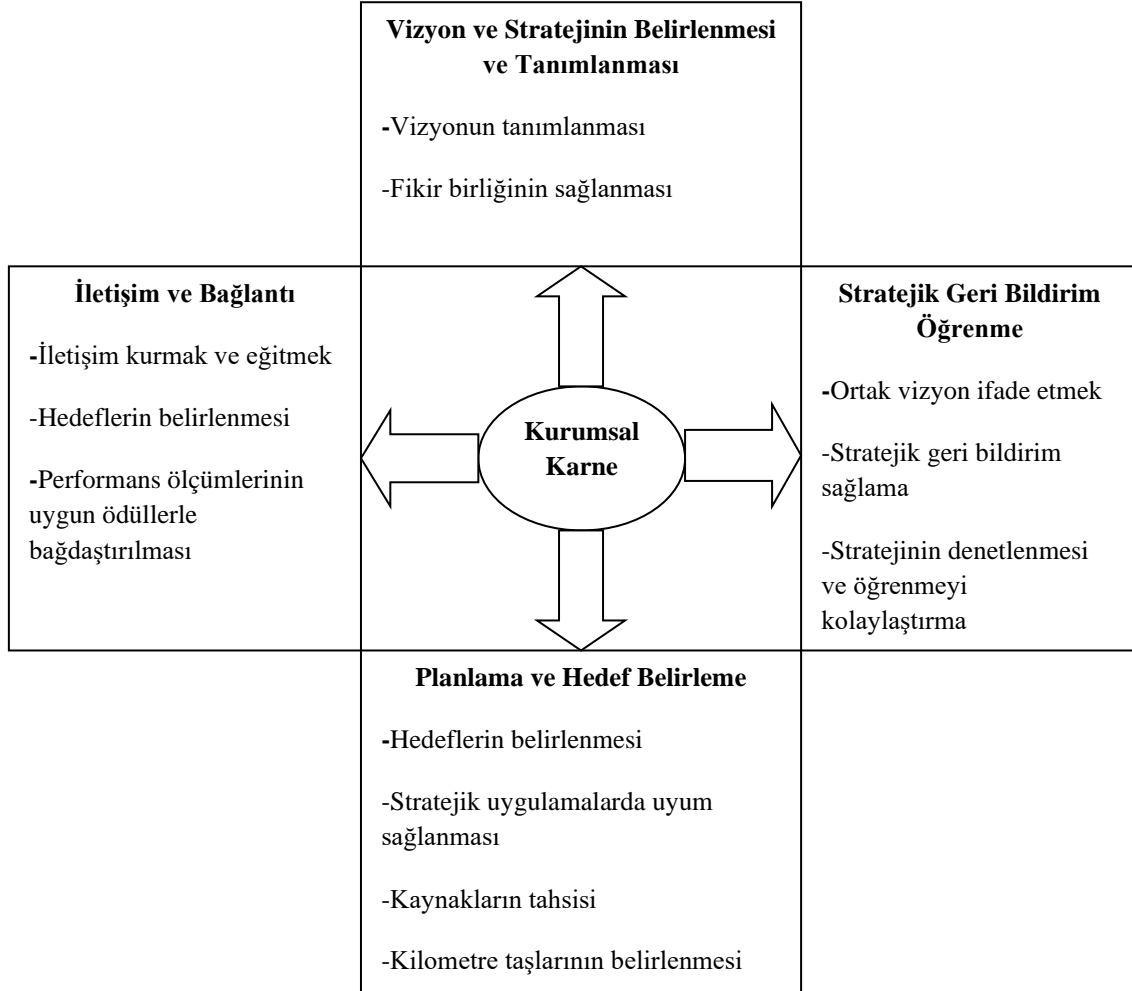 Vizyon ve Stratejinin Belirlenmesi
ve Tanımlanması
-Vizyonun tanımlanması
-Fikir birliğinin sağlanması
İletişim ve Bağlantı
-İletişim kurmak ve eğitmek
-Hedeflerin belirlenmesi
-Performans ölçümlerinin
uygun ödüllerle
bağdaştırılması
Kurumsal
Karne
Stratejik Geri Bildirim
Öğrenme
-Ortak vizyon ifade etmek
-Stratejik geri bildirim
sağlama
-Stratejinin denetlenmesi
ve öğrenmeyi
kolaylaştırma
Planlama ve Hedef Belirleme
-Hedeflerin belirlenmesi
-Stratejik uygulamalarda uyum
sağlanması
-Kaynakların tahsisi
-Kilometre taşlarının belirlenmesi